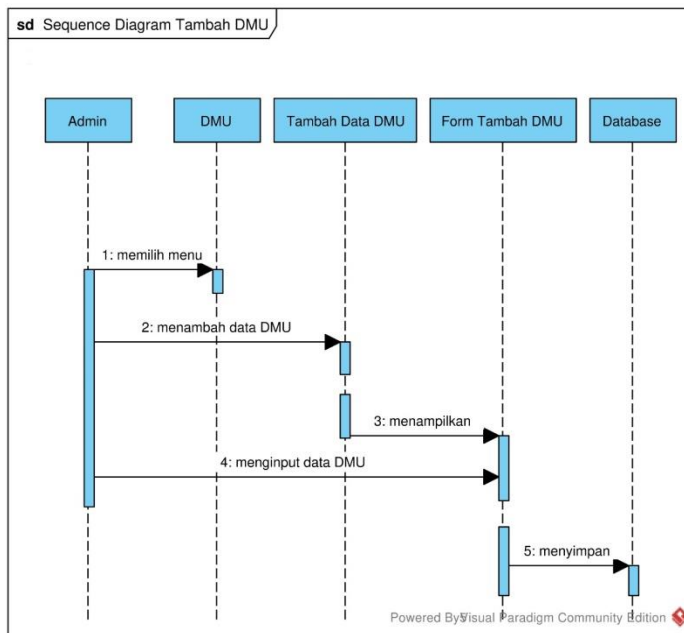 sd Sequence Diagram Tambah DMU
Admin
DMU
Tambah Data DMU
Form Tambah DMU
Database
1: memilih menu
2: menambah data DMU
3: menampilkan
4: menginput data DMU
5: menyimpan
Powered By Visual Paradigm Community Edition